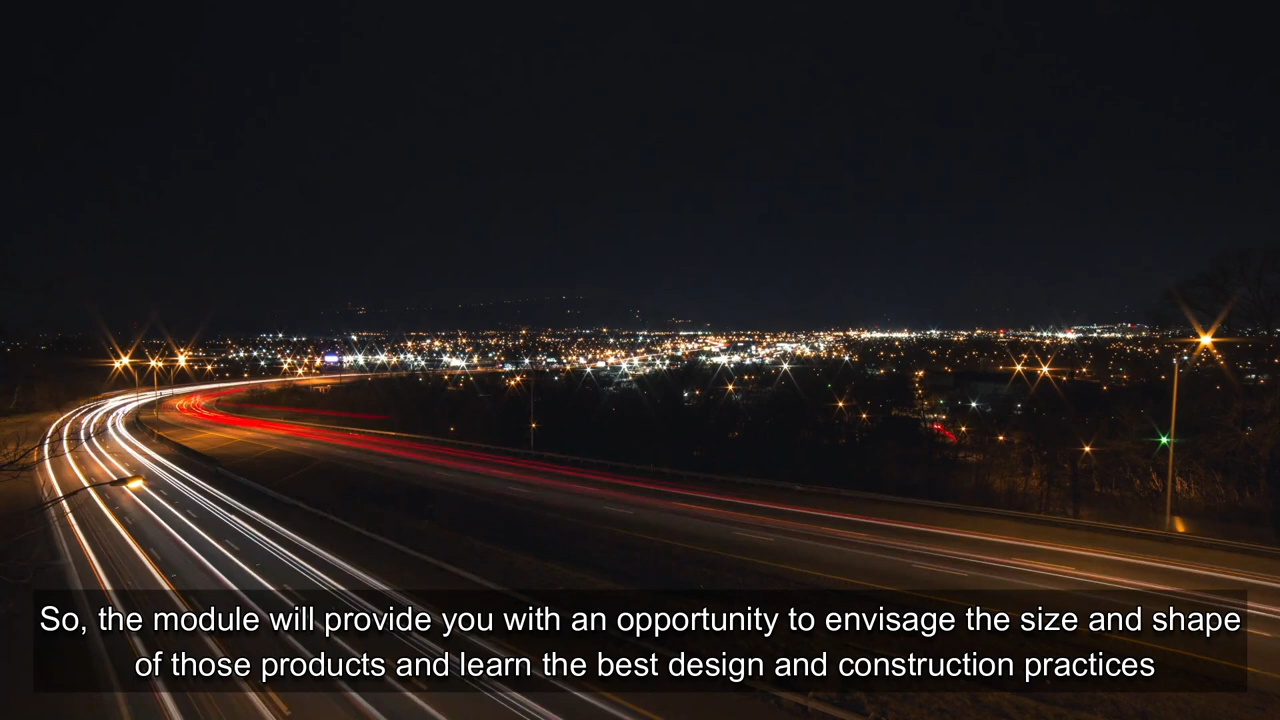 So, the module will provide you with an opportunity to envisage the size and shape
of those products and learn the best design and construction practices